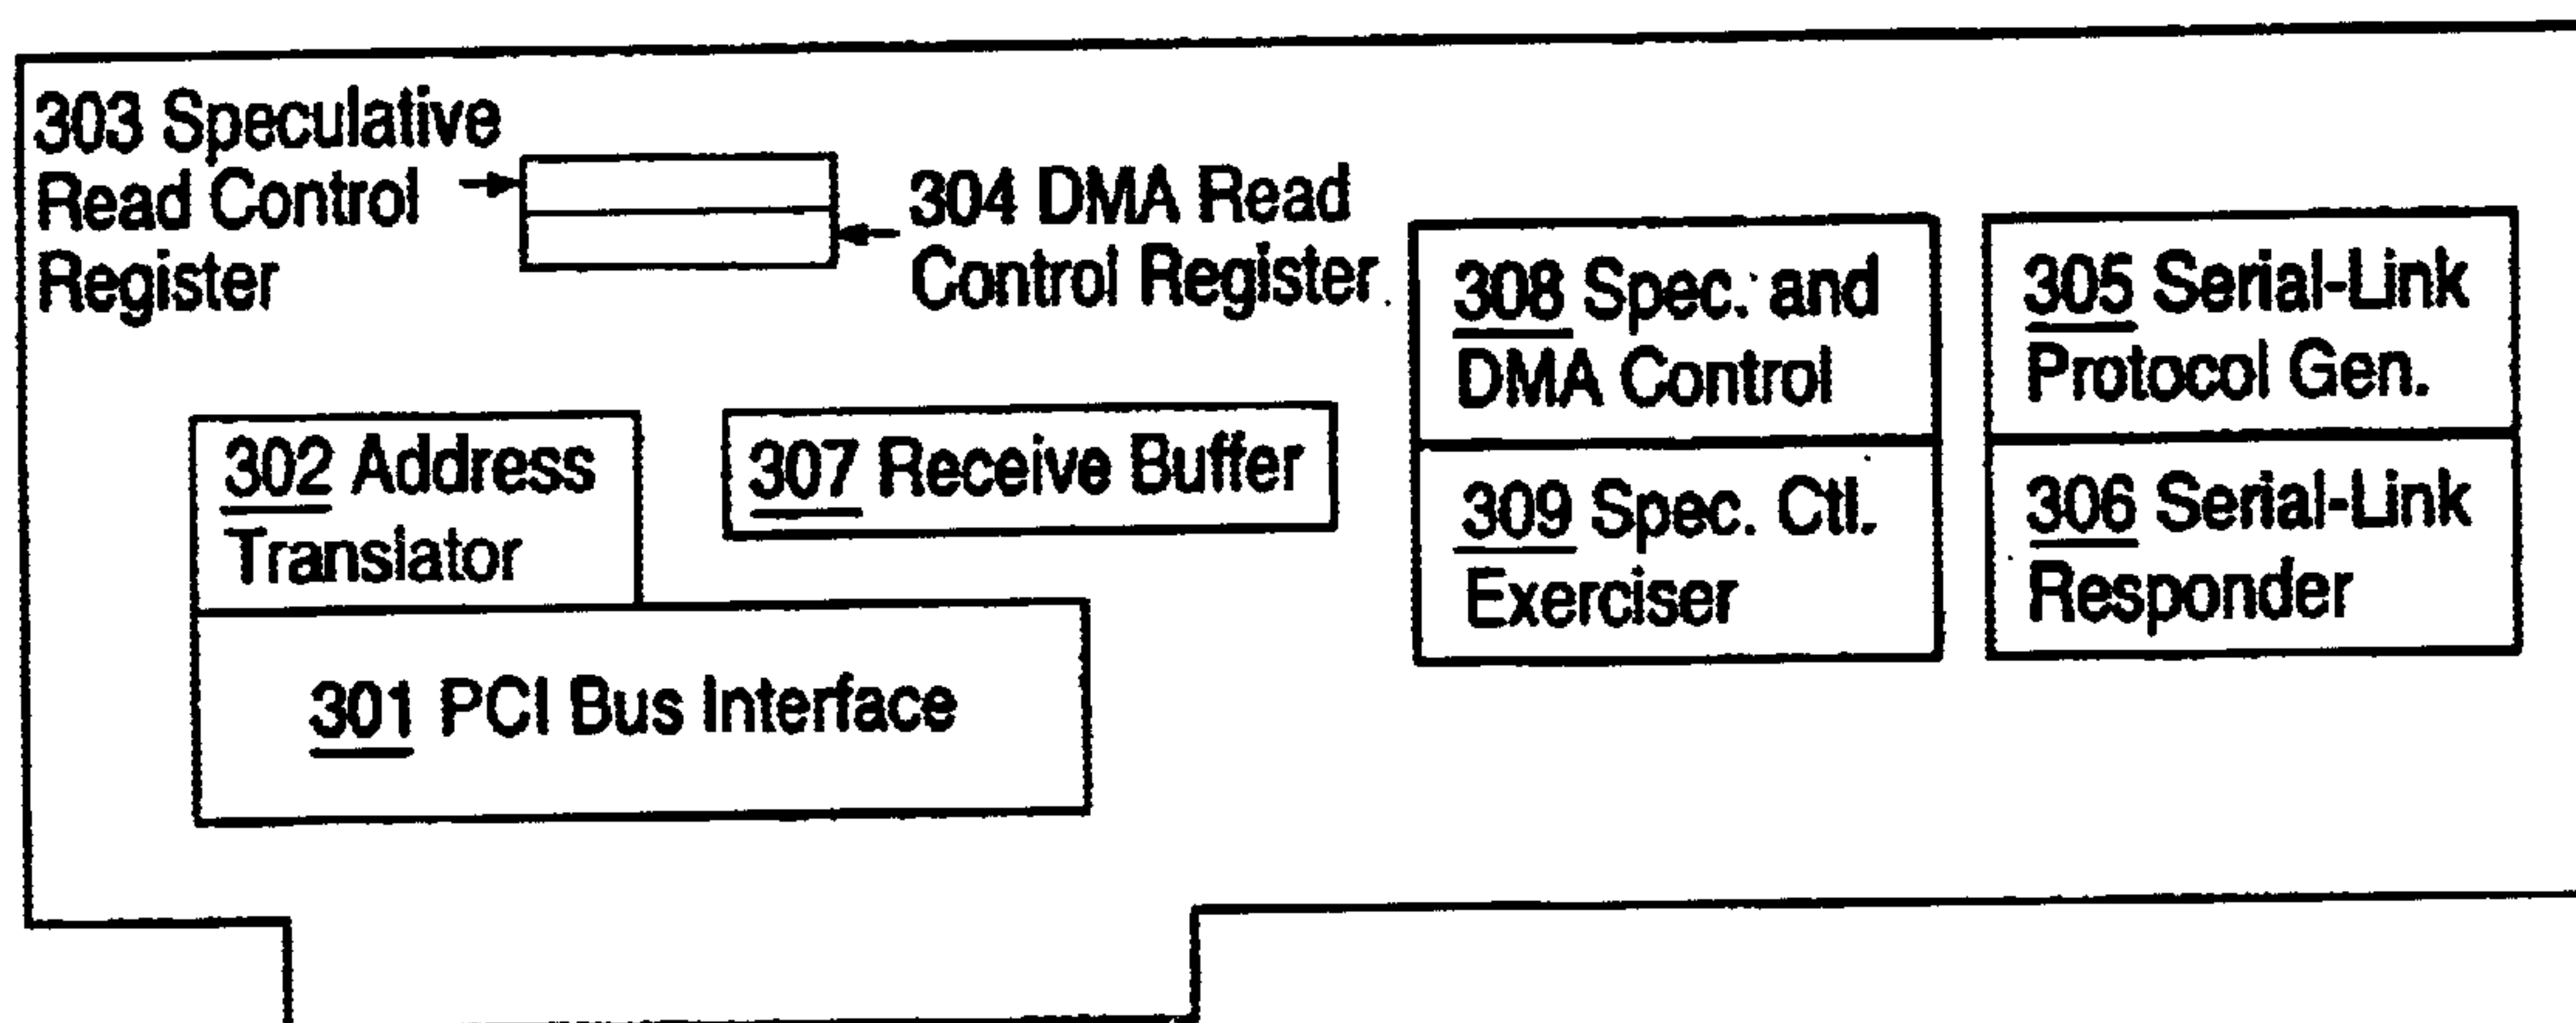 303 Speculative
Read Control
Register
304 DMA Read
Control Register
308 Spec. and
DMA Control
309 Spec. Ctl.
Exerciser
305 Serial-Link
Protocol Gen.
306 Serial-Link
Responder
302 Address
Translator
307 Receive Buffer
301 PCI Bus Interface